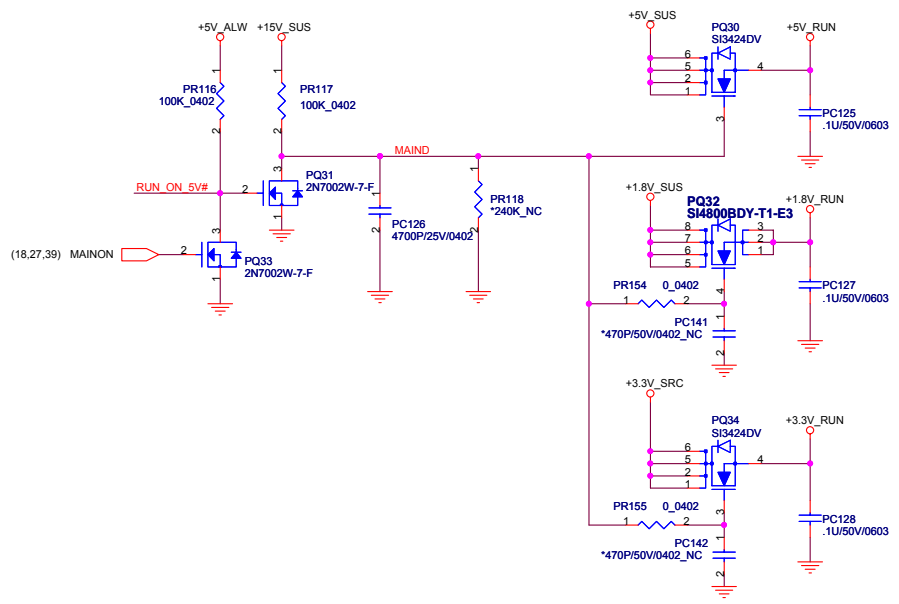 +5V_ALW
+15V_SUS
1
PR116
100K_0402
2
1
PR117
100K_0402
2
MAIND
RUN_ON_5V#
2
3
PQ31
2N7002W-7-F
1
(18,27,39) MAINON
2
3
PQ33
2N7002W-7-F
1
1
PC126
4700P/25V/0402
2
1
PR118
*240K_NC
2
+5V_SUS
PQ30
SI3424DV
6
5
2
1
4
3
+5V_RUN
PC125
.1U/50V/0603
+1.8V_SUS
PQ32
SI4800BDY-T1-E3
8
7
6
5
3
2
1
4
+1.8V_RUN
PC127
.1U/50V/0603
PR154 0_0402
1 2
PC141
*470P/50V/0402_NC
1
2
+3.3V_SRC
PQ34
SI3424DV
6
5
2
1
4
3
+3.3V_RUN
PC128
.1U/50V/0603
PR155 0_0402
1 2
PC142
*470P/50V/0402_NC
1
2